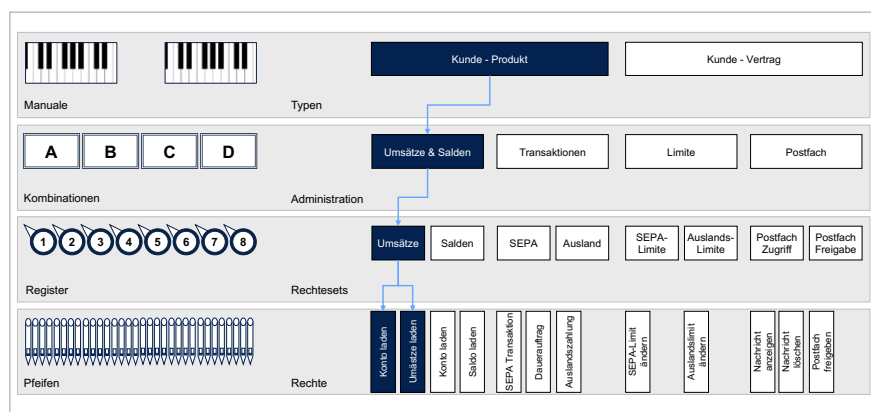 Kunde - Produkt
Kunde - Vertrag
Manuale
Typen
A
B
C
D
Umsätze & Salden
Transaktionen
Limite
Postfach
Kombinationen
Administration
1
2
3
4
5
6
7
8
Umsätze
Salden
SEPA
Ausland
SEPA-
Limite
Auslands-
Limite
Postfach
Zugriff
Postfach
Freigabe
Register
Rechtesets
Konto laden
Umästze laden
Konto laden
Saldo laden
SEPA Transaktion
Dauerauftrag
Auslandszahlung
SEPA-Limit
ändern
Auslandslimit
ändern
Nachricht
anzeigen
Nachricht
löschen
Postfach
freigeben
Pfeifen
Rechte